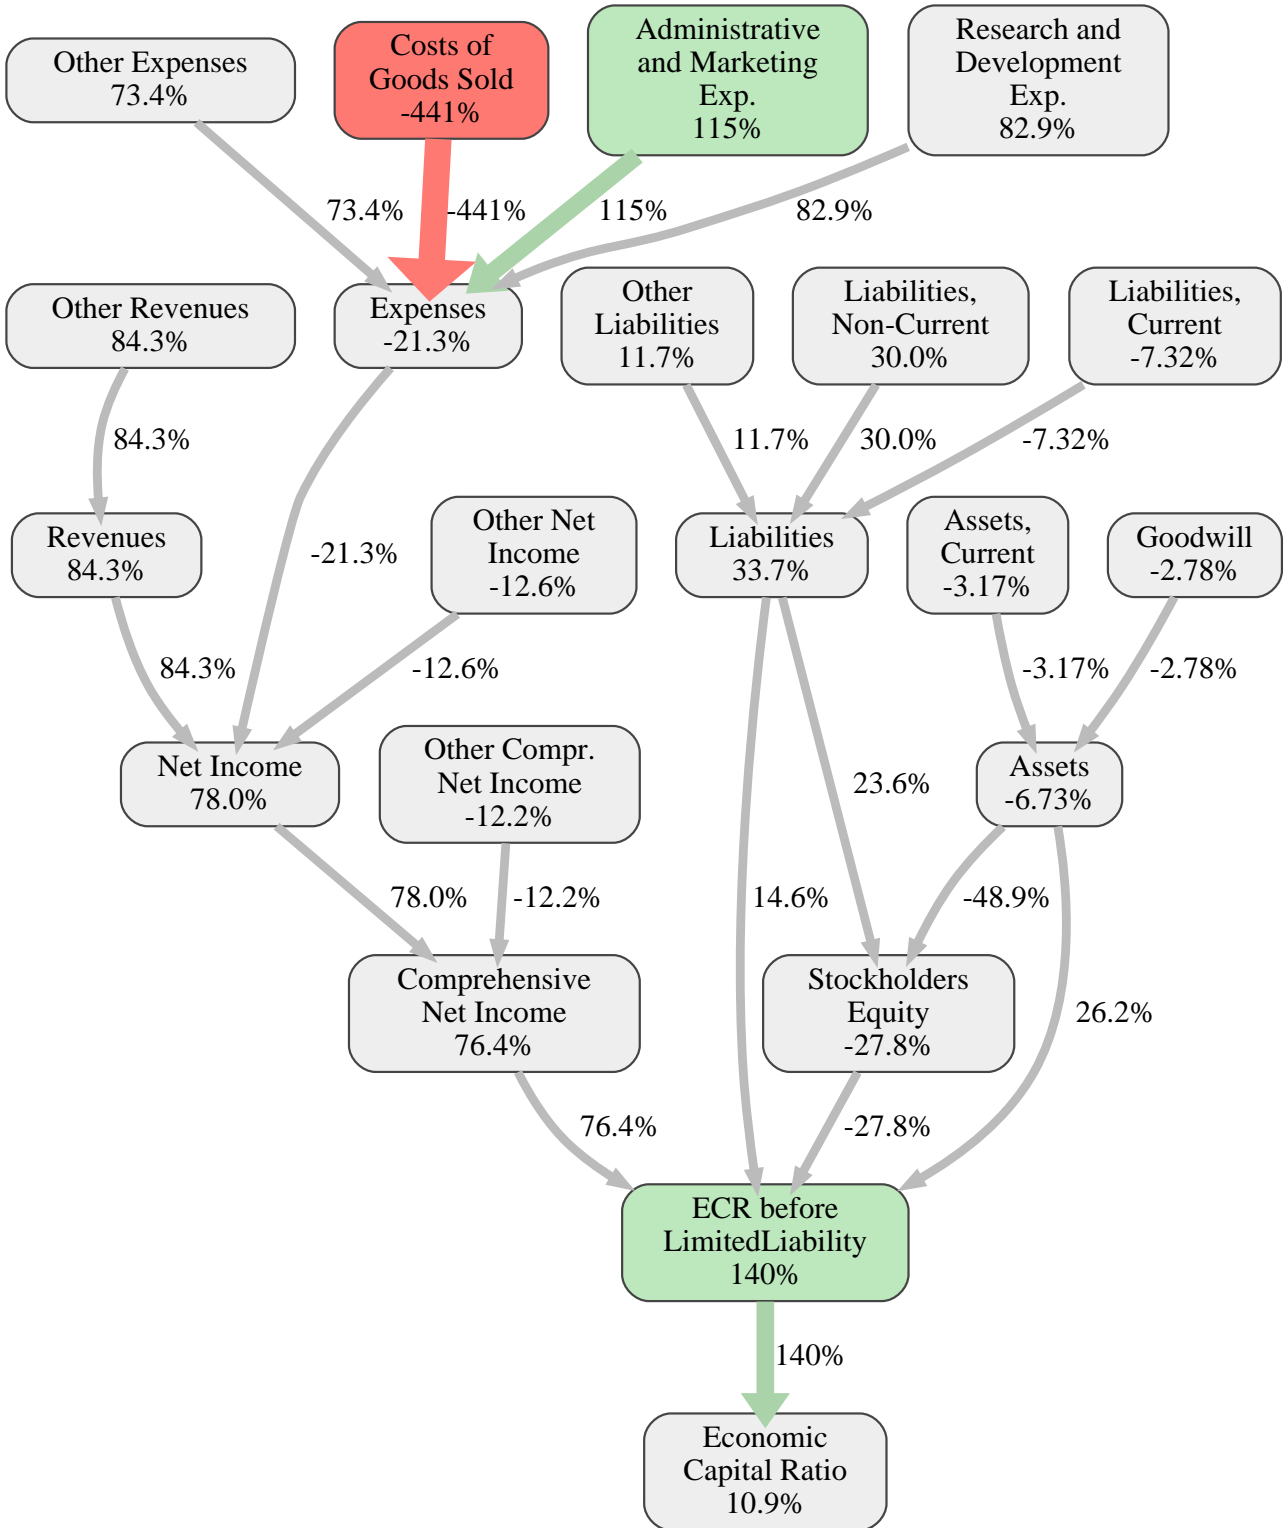 Other Expenses
73.4%
Costs of
Goods Sold
-441%
Administrative
and Marketing
Exp.
115%
Research and
Development
Exp.
82.9%
73.4%
-441%
115%
82.9%
Other Revenues
84.3%
Expenses
-21.3%
Other
Liabilities
11.7%
Liabilities,
Non-Current
30.0%
Liabilities,
Current
-7.32%
84.3%
11.7%
30.0%
-7.32%
Revenues
84.3%
-21.3%
Other Net
Income
-12.6%
Liabilities
33.7%
Assets,
Current
-3.17%
Goodwill
-2.78%
84.3%
-12.6%
-3.17%
-2.78%
Net Income
78.0%
Other Compr.
Net Income
-12.2%
23.6%
Assets
-6.73%
78.0%
-12.2%
14.6%
-48.9%
Comprehensive
Net Income
76.4%
Stockholders
Equity
-27.8%
26.2%
76.4%
-27.8%
ECR before
LimitedLiability
140%
140%
Economic
Capital Ratio
10.9%